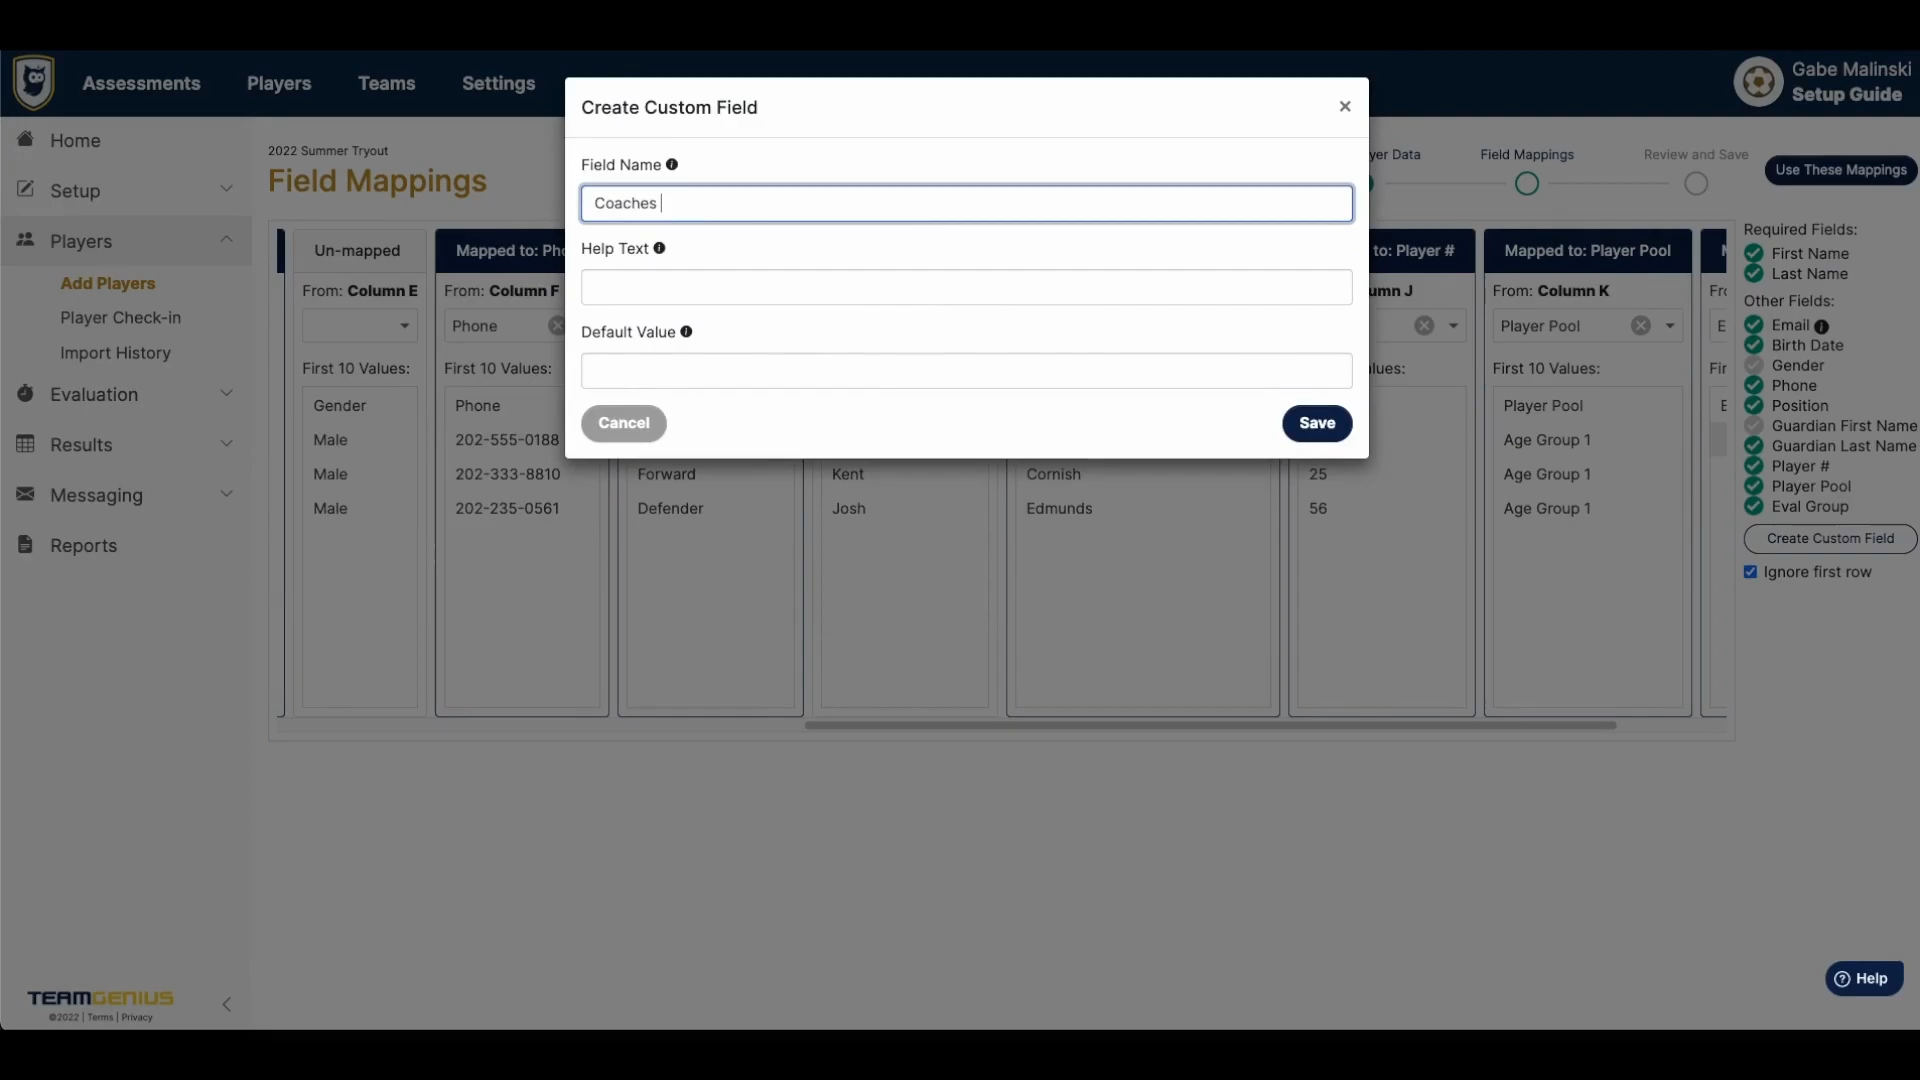 Assessments
Players
Teams
Settings
Gabe Malinski
Setup Guide
Home
Setup
Players
Add Players
Player Check-in
Import History
Evaluation
Results
Messaging
Reports
TEAMGENIUS
©2022 | Terms | Privacy
2022 Summer Tryout
Field Mappings
yer Data
Field Mappings
Review and Save
Use These Mappings
Create Custom Field
×
Field Name
Coaches
Help Text
Default Value
Cancel
Save
Un-mapped
From: Column E
First 10 Values:
Gender
Male
Male
Male
Mapped to: Pho
From: Column F
Phone
First 10 Values:
Phone
202-555-0188
202-333-8810
202-235-0561
Forward
Defender
Kent
Josh
Cornish
Edmunds
to: Player #
umn J
lues:
25
56
Mapped to: Player Pool
From: Column K
Player Pool
First 10 Values:
Player Pool
Age Group 1
Age Group 1
Age Group 1
Fir
Required Fields:
First Name
Last Name
Other Fields:
Email
Birth Date
Gender
Phone
Position
Guardian First Name
Guardian Last Name
Player #
Player Pool
Eval Group
Create Custom Field
Ignore first row
Help